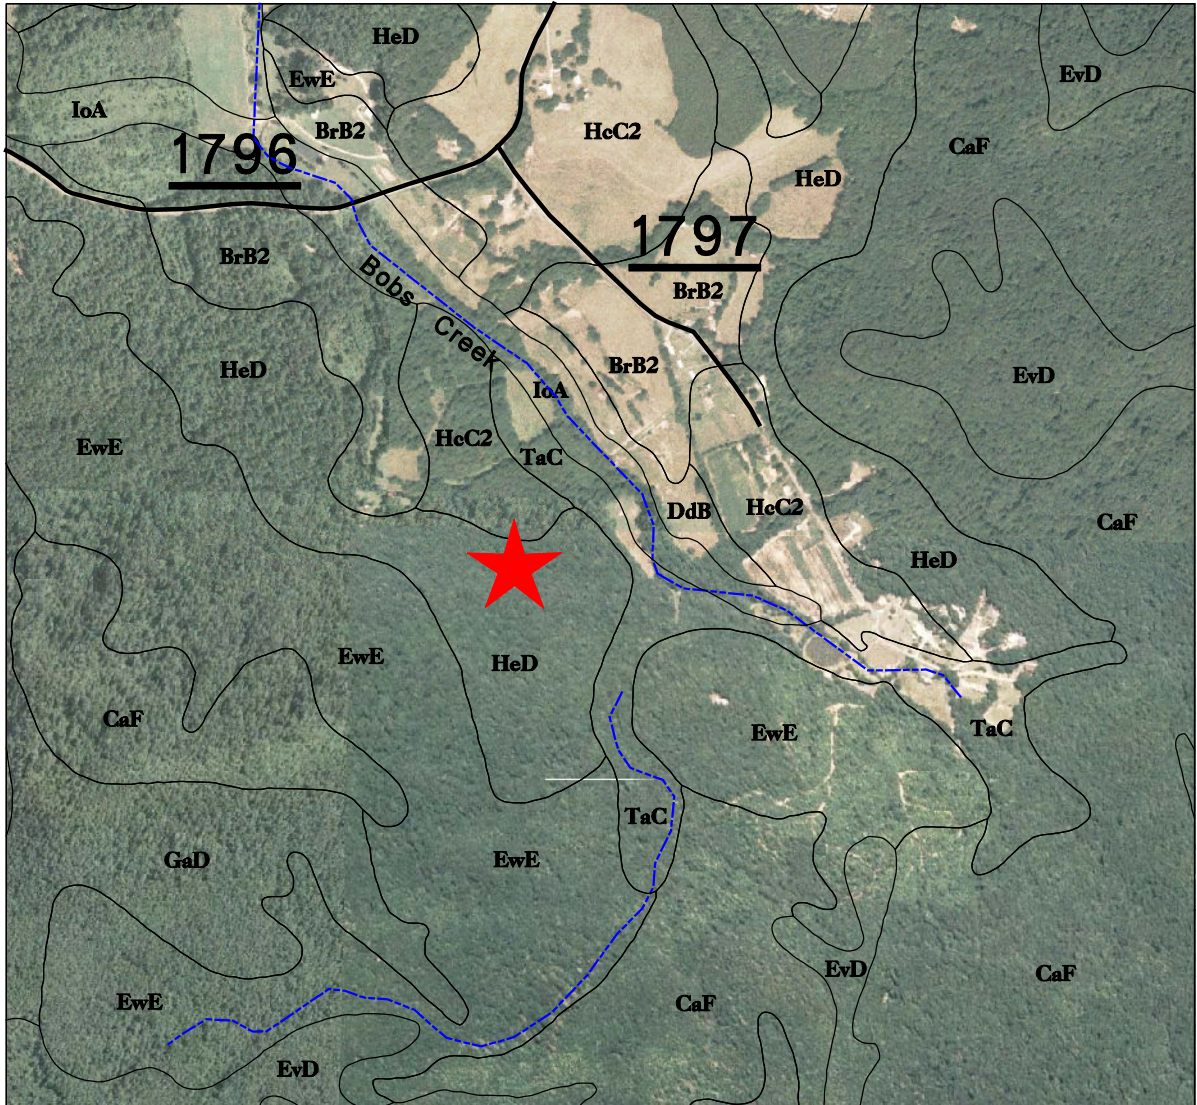 HeD
EwE
EvD
IoA
BrB2
HcC2
1796
CaF
HeD
1797
BrB2
BrB2
Bobs Creek
HeD
BrB2
EvD
IoA
EwE
HcC2
TaC
DdB
HcC2
CaF
HeD
EwE
HeD
CaF
EwE
TaC
TaC
GaD
EwE
EvD
CaF
EwE
CaF
EvD